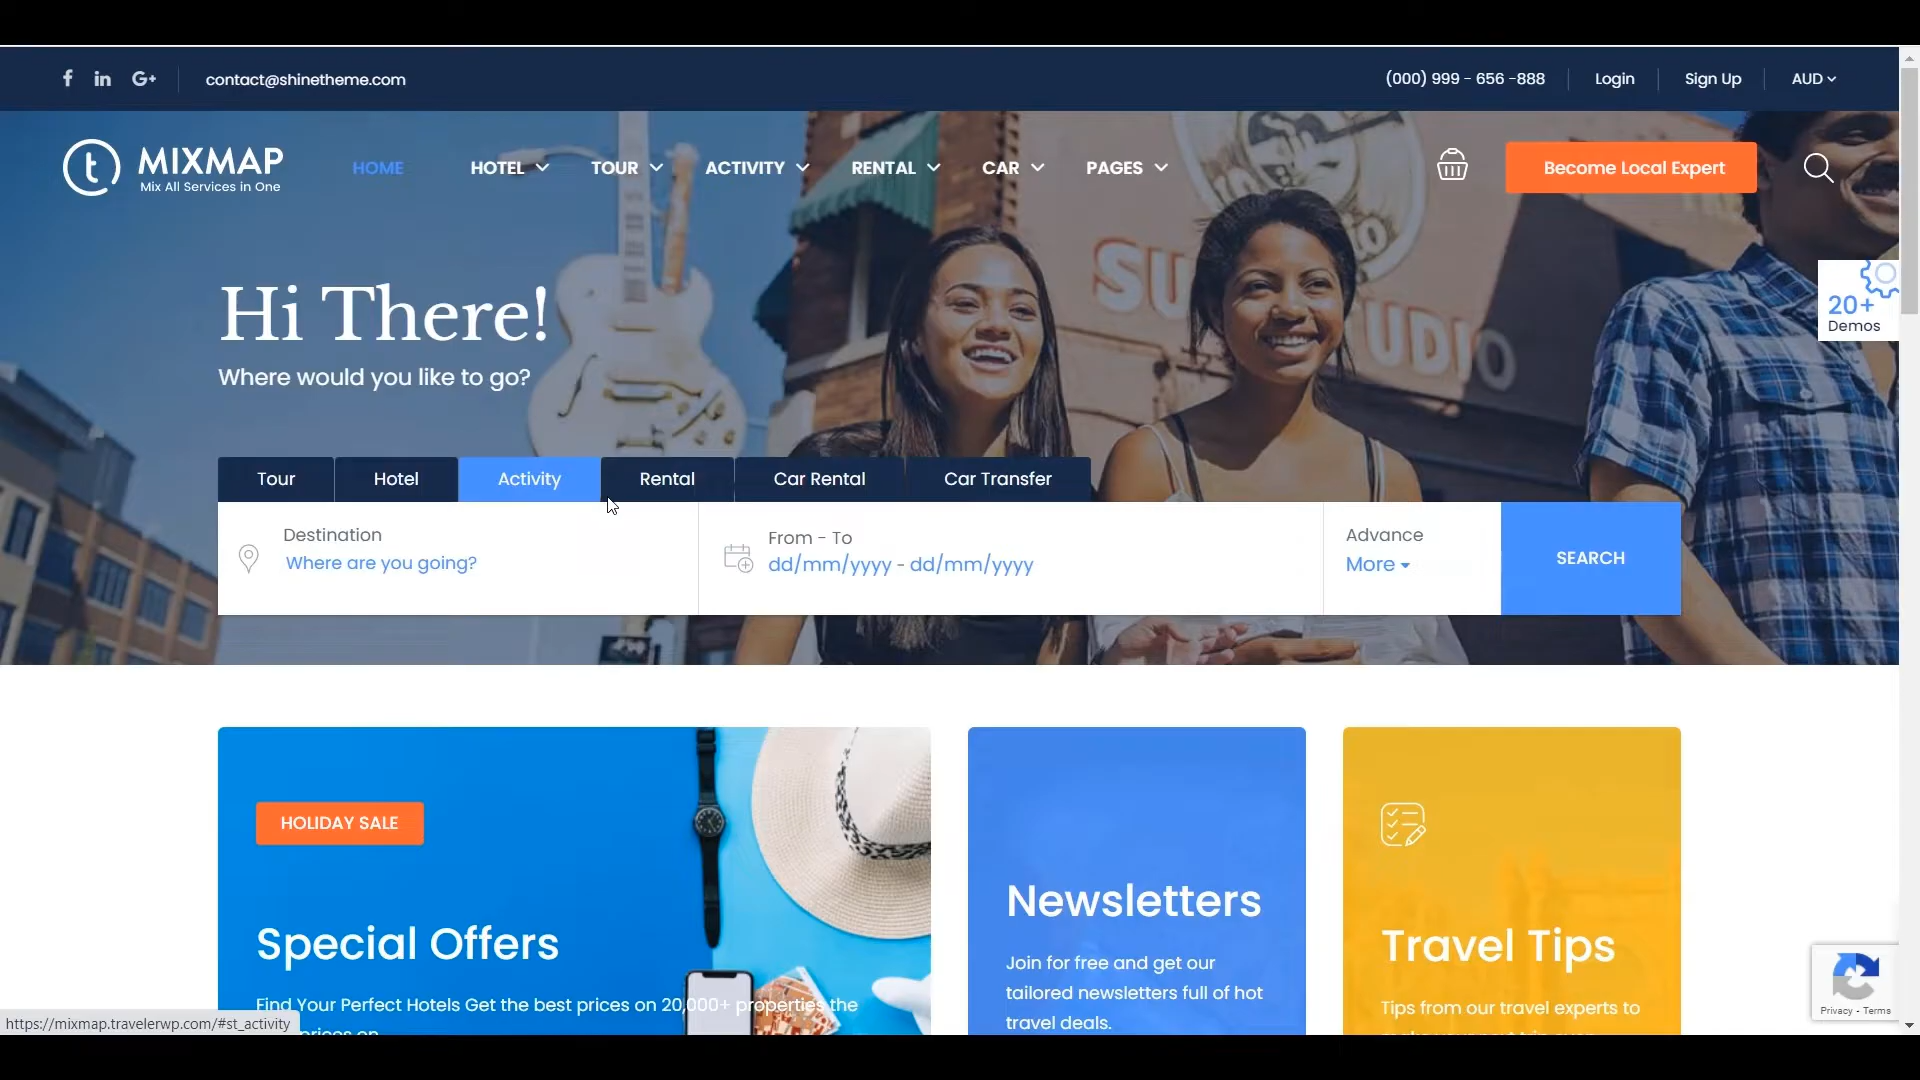 contact@shinetheme.com
(000) 999 - 656 -888
Login
Sign Up
AUD
t MIXMAP
Mix All Services in One
HOME
HOTEL
TOUR
ACTIVITY
RENTAL
CAR
PAGES
Become Local Expert
20+
Demos
Hi There!
Where would you like to go?
Tour
Hotel
Activity
Rental
Car Rental
Car Transfer
Destination
Where are you going?
From - To
dd/mm/yyyy - dd/mm/yyyy
Advance
More
SEARCH
HOLIDAY SALE
Special Offers
Find Your Perfect Hotels Get the best prices on 20,000+ properties the
prices on
Newsletters
Join for free and get our
tailored newsletters full of hot
travel deals.
Travel Tips
Tips from our travel experts to
Privacy - Terms
https://mixmap.travelerwp.com/#st_activity